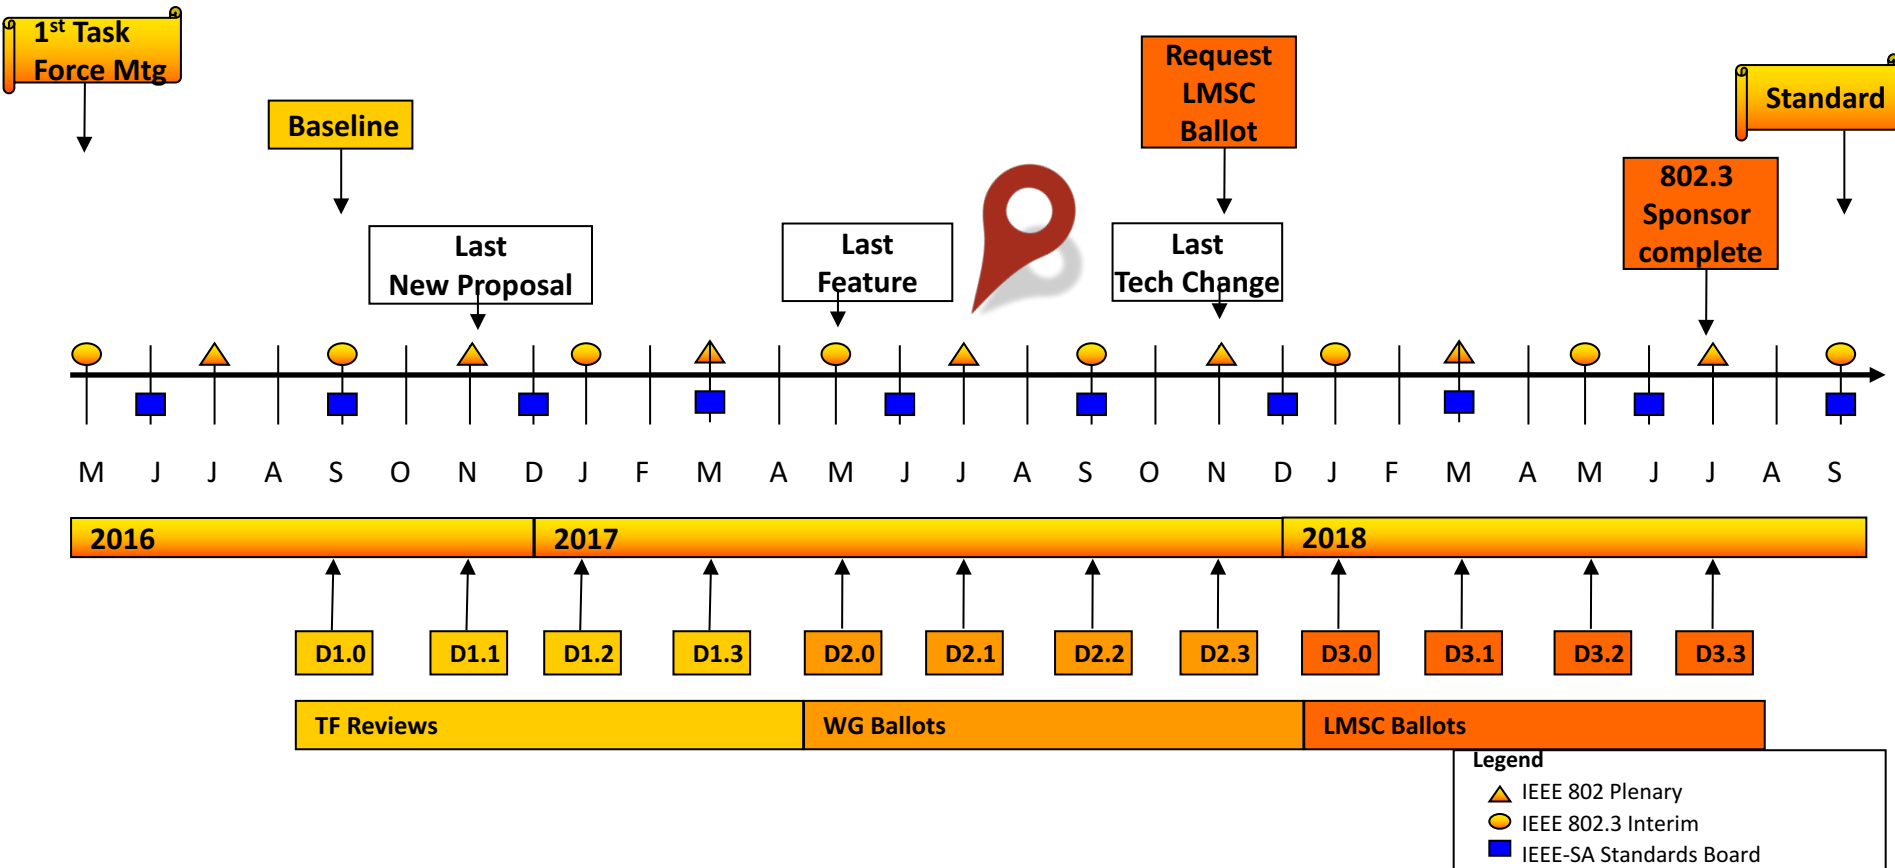 1st Task
Force Mtg
Baseline
Request
LMSC
Ballot
Standard
802.3
Sponsor
complete
Last
New Proposal
Last
Feature
Last
Tech Change
M J J A S O N D J F M A M J J A S O N D J F M A M J J A S
2016 2017 2018
D1.0 D1.1 D1.2 D1.3 D2.0 D2.1 D2.2 D2.3 D3.0 D3.1 D3.2 D3.3
TF Reviews WG Ballots LMSC Ballots
Legend
IEEE 802 Plenary
IEEE 802.3 Interim
IEEE-SA Standards Board